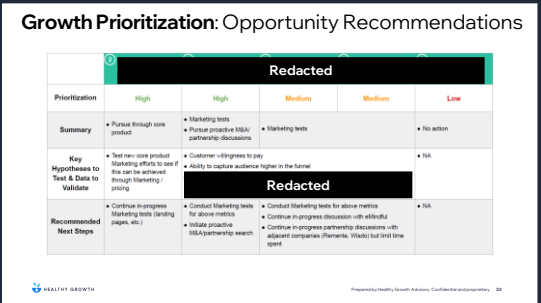 Growth Prioritization: Opportunity Recommendations
Redacted
Prioritization
High
High
Medium
Medium
Low
Summary
• Pursue through core
product
• Marketing tests
• Pursue proactive M&A/
partnership discussions
• Marketing tests
• No action
Key
Hypotheses to
Test & Data to
Validate
• Test new core product
Marketing efforts to see if
this can be achieved
through Marketing /
pricing
• Customer willingness to pay
• Ability to capture audience higher in the funnel
Redacted
• NA
Recommended
Next Steps
• Continue in-progress
Marketing tests (landing
pages, etc.)
• Conduct Marketing tests
for above metrics
• Initiate proactive
M&A/partnership search
• Conduct Marketing tests for above metrics
• Continue in-progress discussion with eMindful
• Continue in-progress partnership discussions with
adjacent companies (Remente, Wisdo) but limit time
spent
• NA
HEALTHY GROWTH
Prepared by Healthy Growth Advisory. Confidential and proprietary.